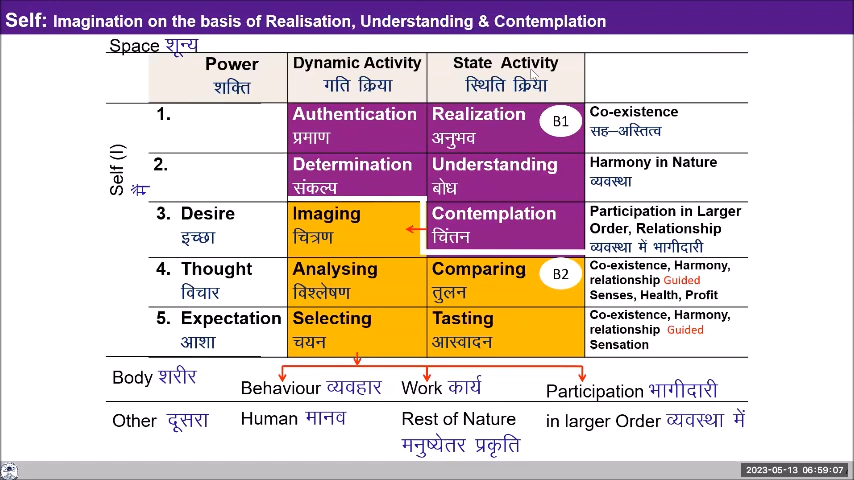 Self: Imagination on the basis of Realisation, Understanding & Contemplation
Space शून्य
Power Dynamic Activity State Activity
शक्ति गति क्रिया स्थिति क्रिया
Self (I)
मैं
1. Authentication Realization B1 Co-existence
प्रमाण अनुभव सह–अस्तित्व
2. Determination Understanding Harmony in Nature
संकल्प बोध व्यवस्था
3. Desire Imaging Contemplation Participation in Larger
Order, Relationship
इच्छा चित्रण चिंतन व्यवस्था में भागीदारी
4. Thought Analysing Comparing B2 Co-existence, Harmony,
relationship Guided
विचार विश्लेषण तुलन Senses, Health, Profit
5. Expectation Selecting Tasting Co-existence, Harmony,
relationship Guided
आशा चयन आस्वादन Sensation
Body शरीर
Behaviour व्यवहार Work कार्य Participation भागीदारी
Other दूसरा Human मानव Rest of Nature in larger Order व्यवस्था में
मनुष्येतर प्रकृति
2023-05-13 06:59:07